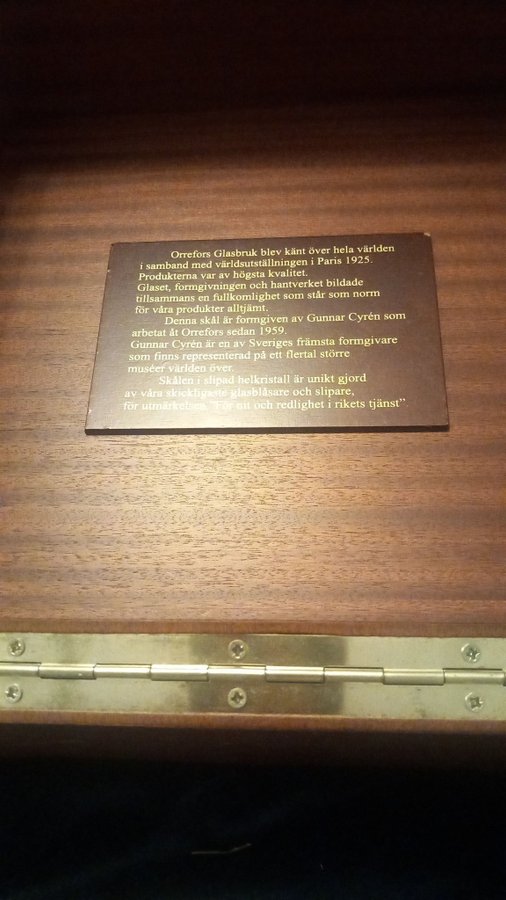 Orrefors Glasbruk blev känt över hela världen
i samband med världsutställningen i Paris 1925.
Produkterna var av högsta kvalitet.
Glaset, formgivningen och hantverket bildade
tillsammans en fullkomlighet som står som norm
för våra produkter alltjämt.
Denna skål är formgiven av Gunnar Cyrén som
arbetat åt Orrefors sedan 1959.
Gunnar Cyrén är en av Sveriges främsta formgivare
som finns representerad på ett flertal större
muséer världen över.
Skålen i slipad helkristall är unikt gjord
av våra skickligaste glasblåsare och slipare,
för utmärkelsen "För nit och redlighet i rikets tjänst"